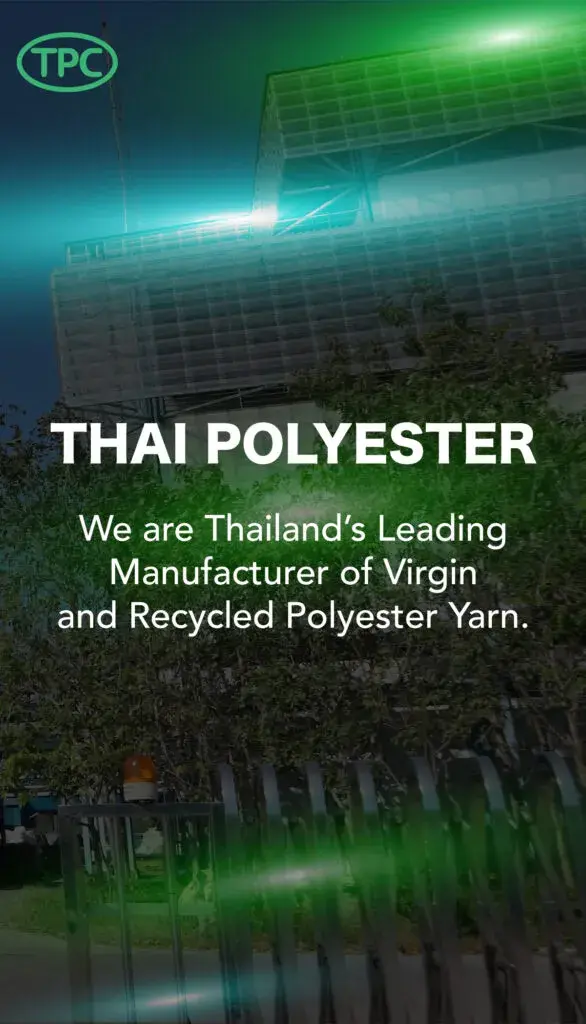 TPC
THAI POLYESTER
We are Thailand’s Leading
Manufacturer of Virgin
and Recycled Polyester Yarn.